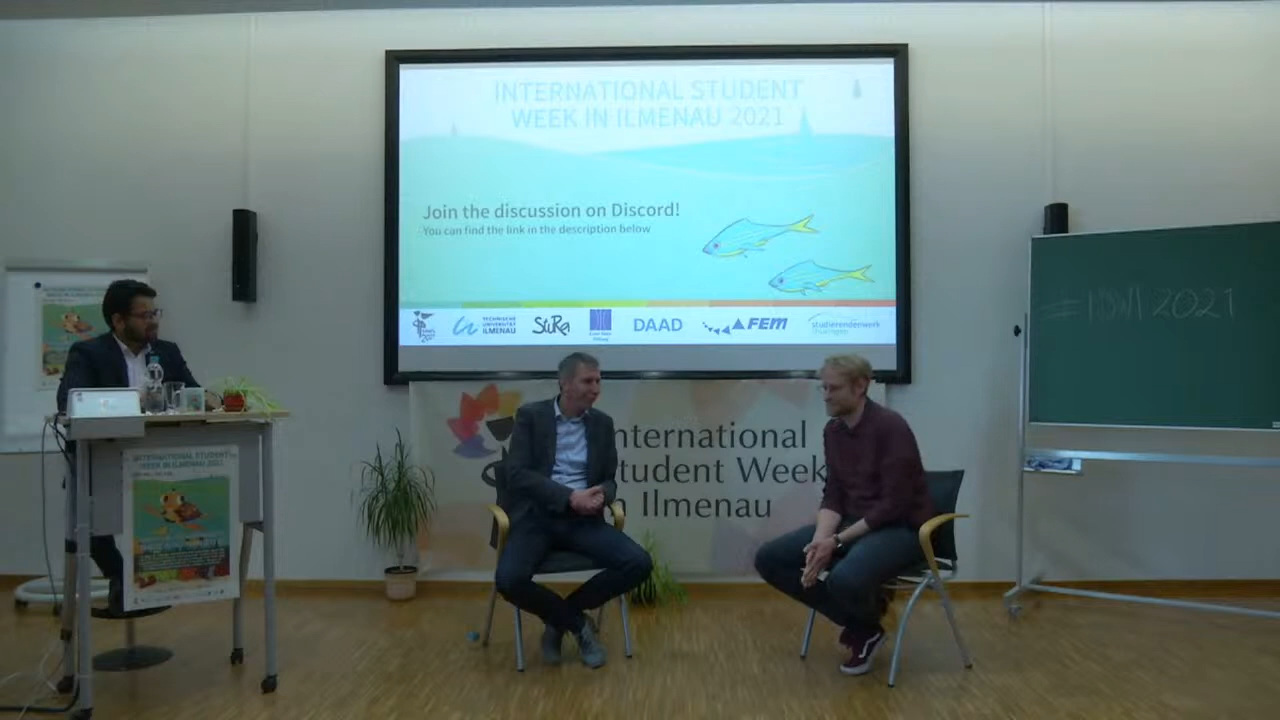 INTERNATIONAL STUDENT
WEEK IN ILMENAU 2021
Join the discussion on Discord!
You can find the link in the description below
TECHNISCHE
UNIVERSITÄT
ILMENAU
StuRa
DAAD
FEM
studierendenwerk
thüringen
International
Student Week
in Ilmenau
INTERNATIONAL STUDENT
WEEK IN ILMENAU 2021
2021